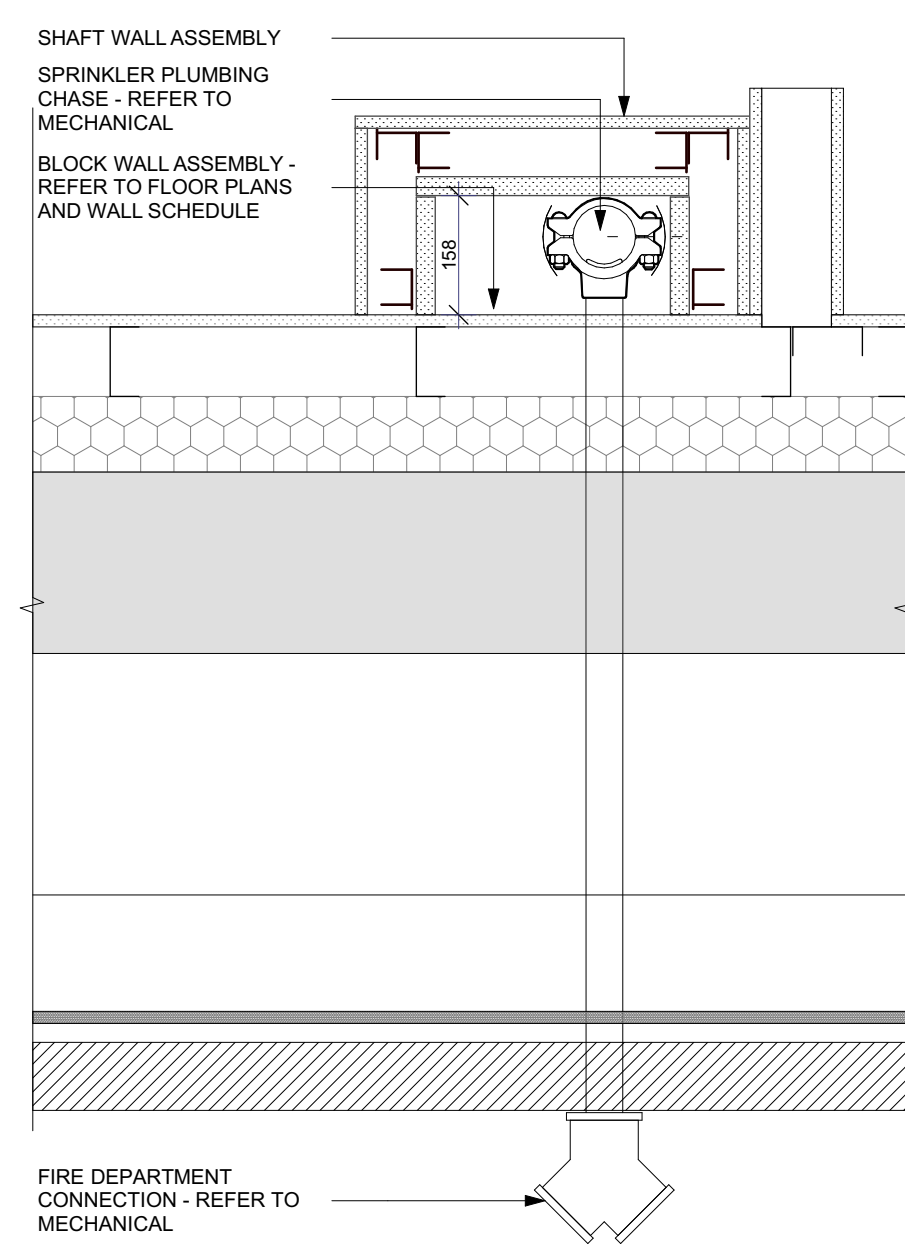 SHAFT WALL ASSEMBLY
SPRINKLER PLUMBING
CHASE - REFER TO
MECHANICAL
BLOCK WALL ASSEMBLY -
REFER TO FLOOR PLANS
AND WALL SCHEDULE
158
FIRE DEPARTMENT
CONNECTION - REFER TO
MECHANICAL